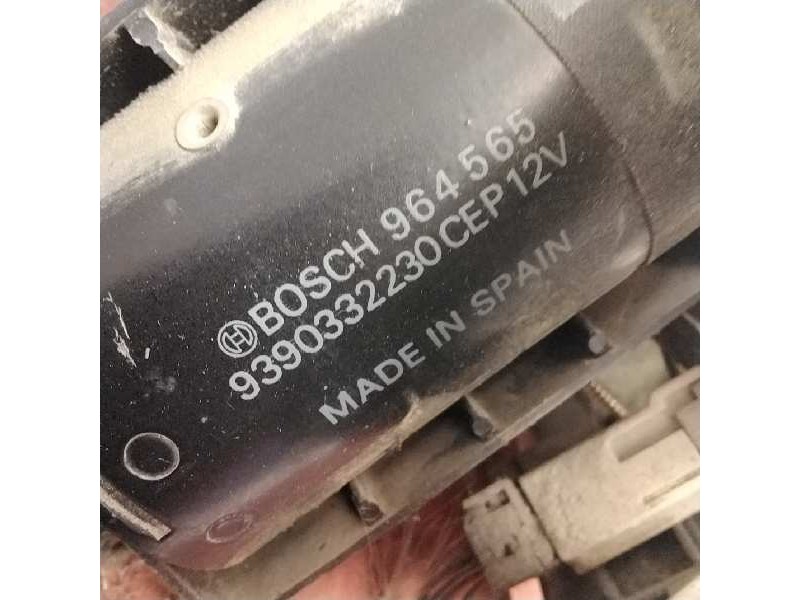 BOSCH 964 565
9390332230 CEP 12V
MADE IN SPAIN